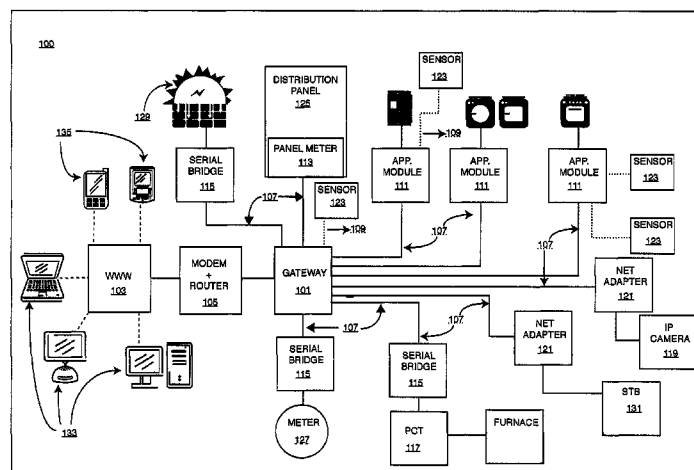 100
SENSOR
123
DISTRIBUTION
PANEL
125
129
135
PANEL METER
113
109
SERIAL
BRIDGE
115
SENSOR
123
APP.
MODULE
111
APP.
MODULE
111
APP.
MODULE
111
SENSOR
123
107
109
107
SENSOR
123
107
WWW
103
MODEM
+
ROUTER
105
GATEWAY
101
NET
ADAPTER
121
107
107
107
NET
ADAPTER
121
IP
CAMERA
119
SERIAL
BRIDGE
115
SERIAL
BRIDGE
115
STB
131
METER
127
PCT
117
FURNACE
133